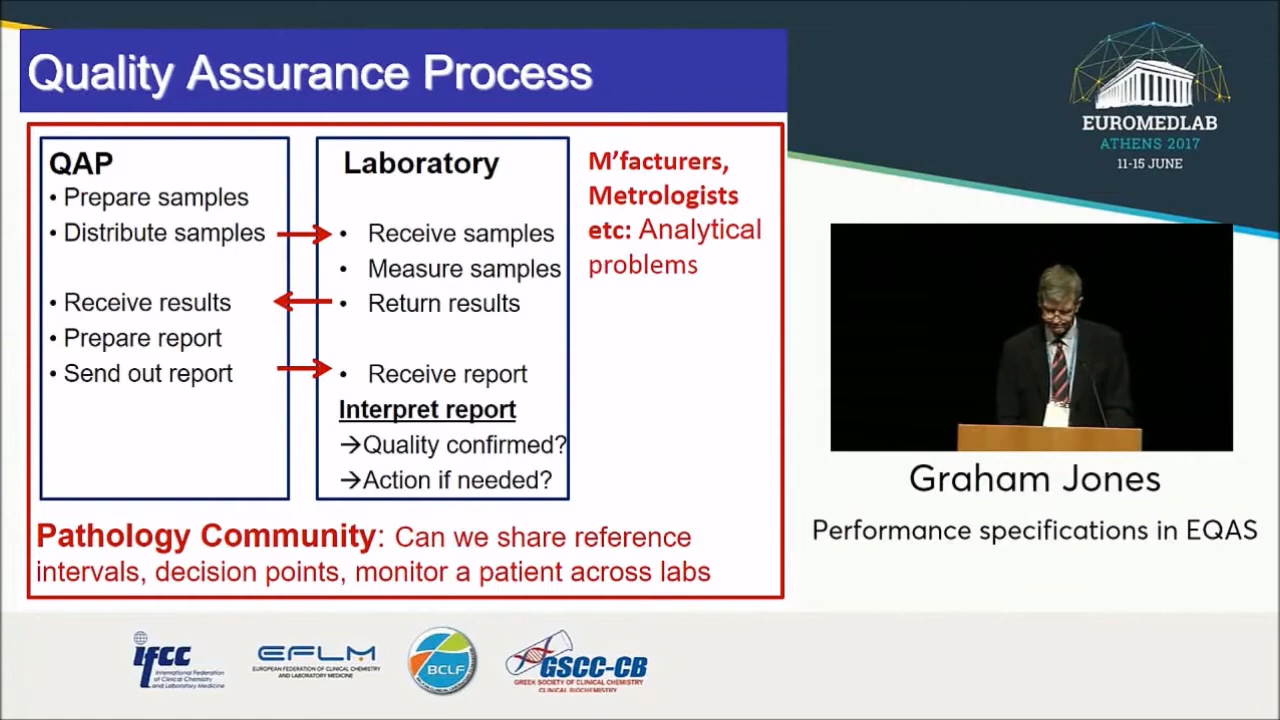 Quality Assurance Process
QAP
• Prepare samples
• Distribute samples
• Receive results
• Prepare report
• Send out report
Laboratory
• Receive samples
• Measure samples
• Return results
• Receive report
Interpret report
→Quality confirmed?
→Action if needed?
M'facturers,
Metrologists
etc: Analytical
problems
Pathology Community: Can we share reference
intervals, decision points, monitor a patient across labs
EUROMEDLAB
ATHENS 2017
11-15 JUNE
Graham Jones
Performance specifications in EQAS
ifcc
International Federation
of Clinical Chemistry
and Laboratory Medicine
EFLM
EUROPEAN FEDERATION OF CLINICAL CHEMISTRY
AND LABORATORY MEDICINE
BCLF
GSCC-CB
GREEK SOCIETY OF CLINICAL CHEMISTRY
CLINICAL BIOCHEMISTRY